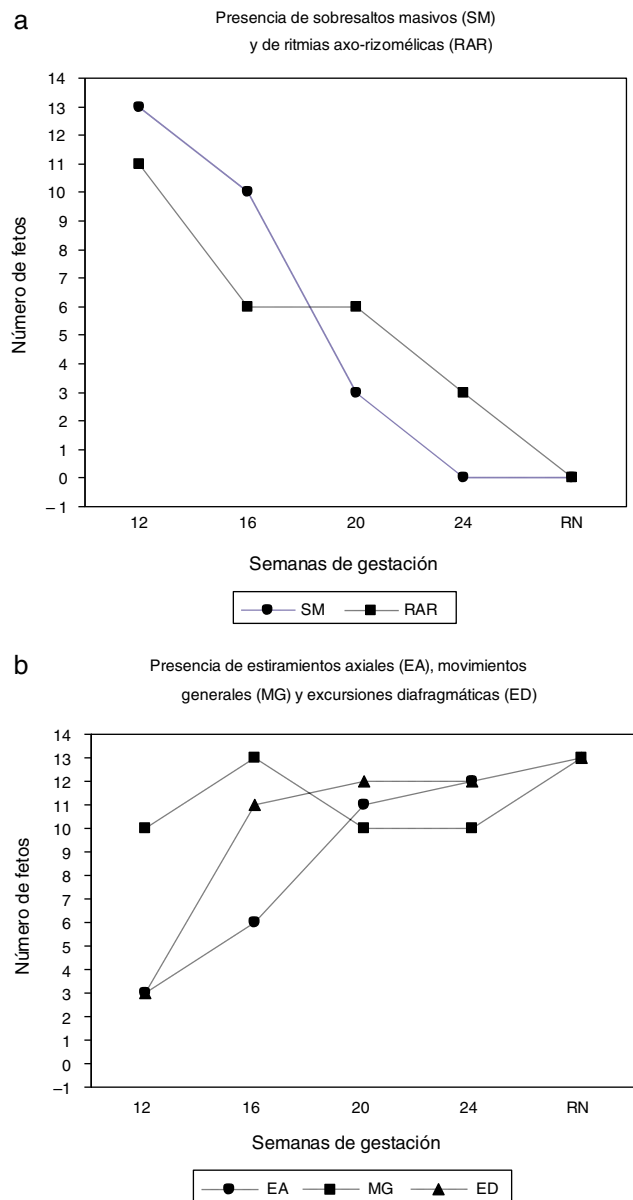 a
Presencia de sobresaltos masivos (SM)
y de ritmias axo-rizomélicas (RAR)
14
13
12
11
10
9
8
7
6
5
4
3
2
1
0
–1
Número de fetos
12 16 20 24 RN
Semanas de gestación
SM RAR
b
Presencia de estiramientos axiales (EA), movimientos
generales (MG) y excursiones diafragmáticas (ED)
14
13
12
11
10
9
8
7
6
5
4
3
2
1
0
–1
Número de fetos
12 16 20 24 RN
Semanas de gestación
EA MG ED